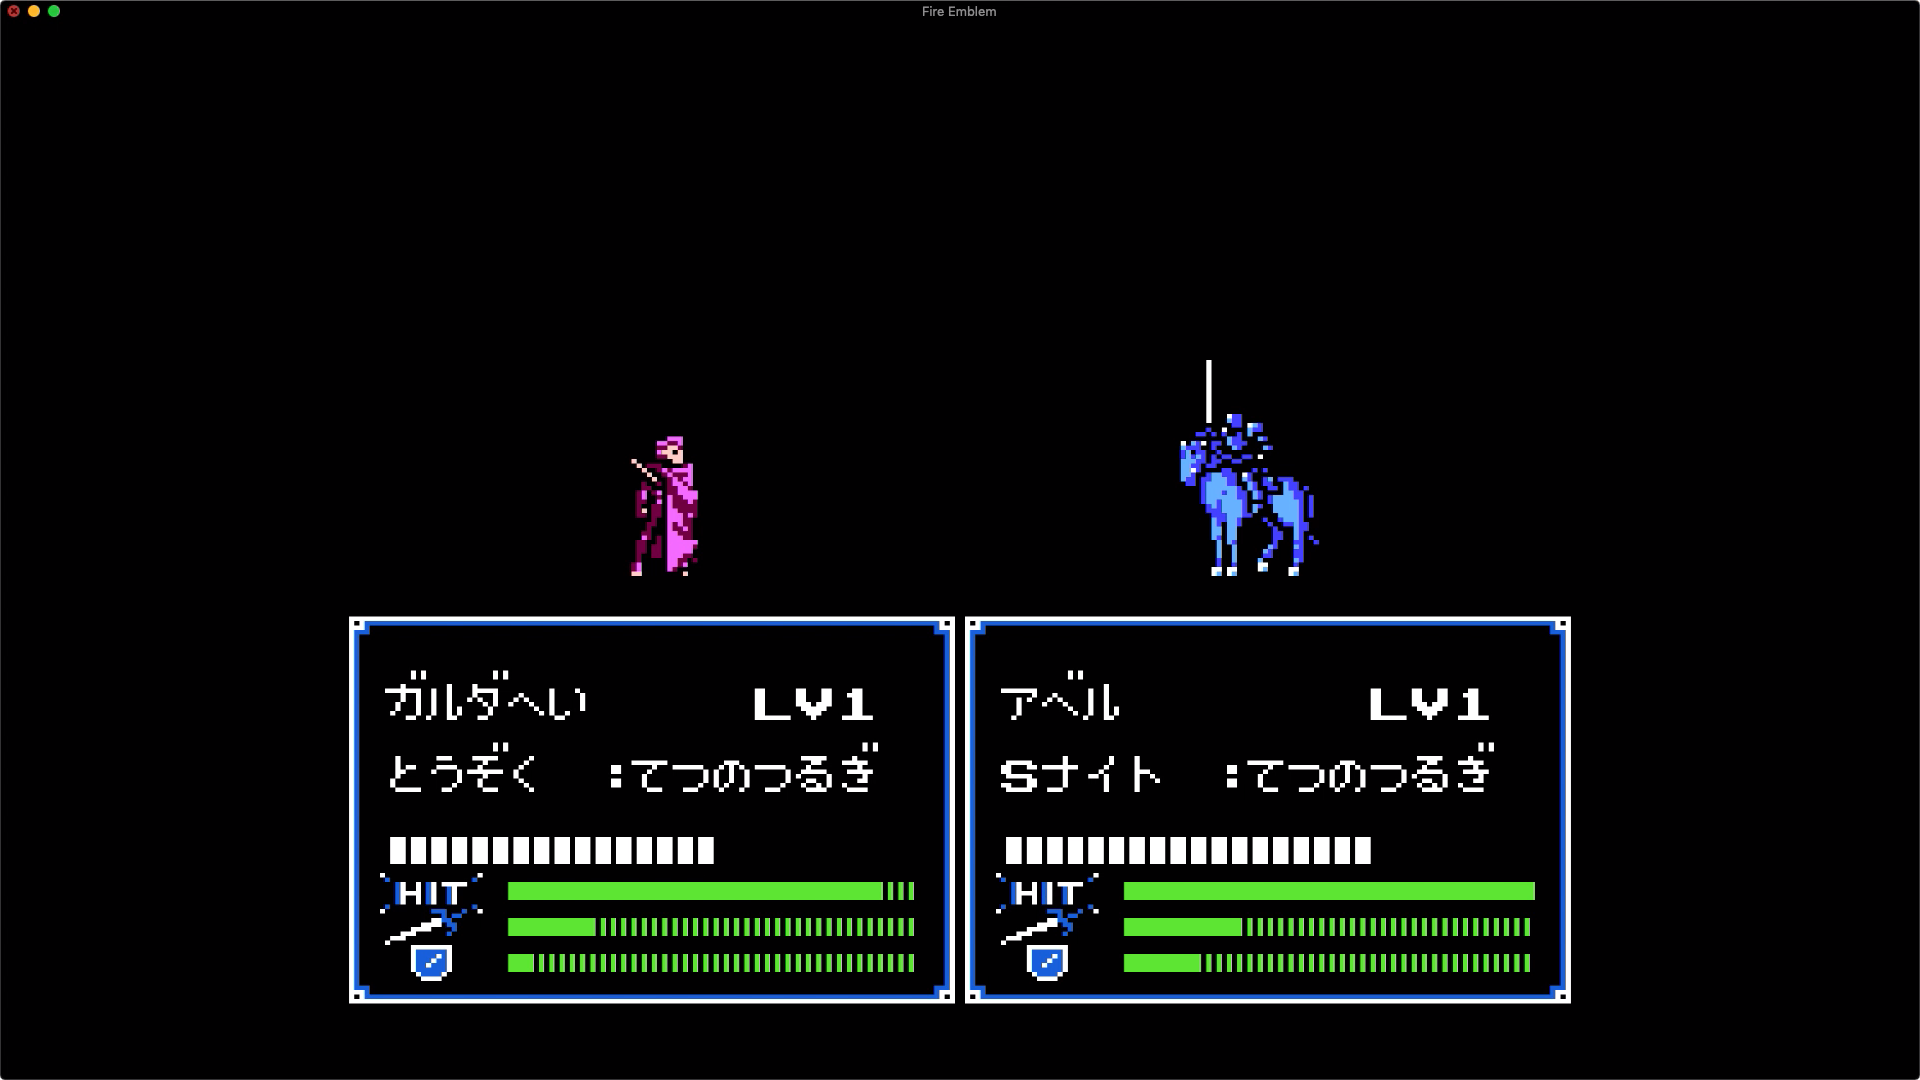 Fire Emblem
ガルダへい LV1
とうぞく :てつのつるぎ
HIT
アベル LV1
Sナイト :てつのつるぎ
HIT